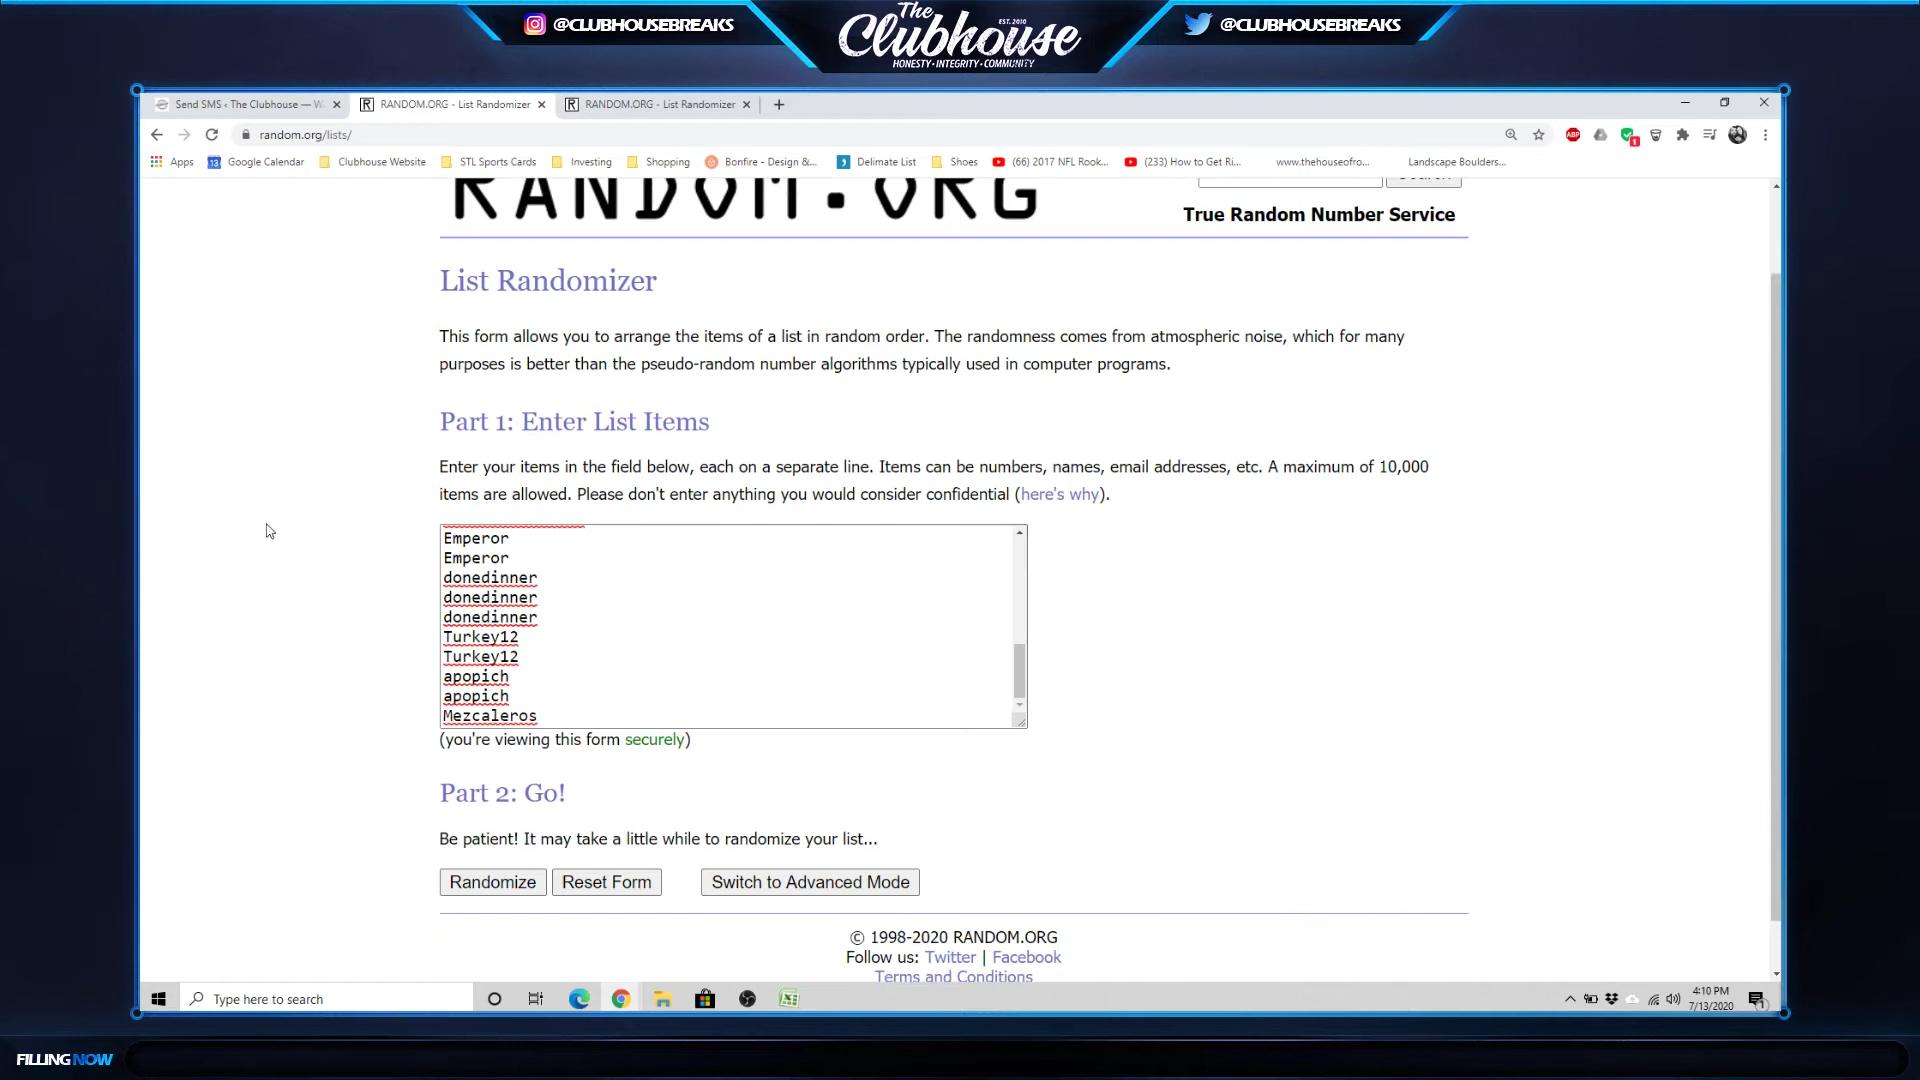 @CLUBHOUSEBREAKS
The
Clubhouse
EST. 2010
HONESTY • INTEGRITY • COMMUNITY
@CLUBHOUSEBREAKS
Send SMS ‹ The Clubhouse — W
RANDOM.ORG - List Randomizer
RANDOM.ORG - List Randomizer
random.org/lists/
ABP
1
Apps
13 Google Calendar
Clubhouse Website
STL Sports Cards
Investing
Shopping
Bonfire - Design &...
Delimate List
Shoes
(66) 2017 NFL Rook...
(233) How to Get Ri...
www.thehouseofro...
Landscape Boulders...
RANDOM.ORG
Search
True Random Number Service
List Randomizer
This form allows you to arrange the items of a list in random order. The randomness comes from atmospheric noise, which for many
purposes is better than the pseudo-random number algorithms typically used in computer programs.
Part 1: Enter List Items
Enter your items in the field below, each on a separate line. Items can be numbers, names, email addresses, etc. A maximum of 10,000
items are allowed. Please don't enter anything you would consider confidential (here's why).
Emperor
Emperor
donedinner
donedinner
donedinner
Turkey12
Turkey12
apopich
apopich
Mezcaleros
(you're viewing this form securely)
Part 2: Go!
Be patient! It may take a little while to randomize your list...
Randomize
Reset Form
Switch to Advanced Mode
© 1998-2020 RANDOM.ORG
Follow us: Twitter | Facebook
Terms and Conditions
Type here to search
4:10 PM
7/13/2020
1
FILLING NOW